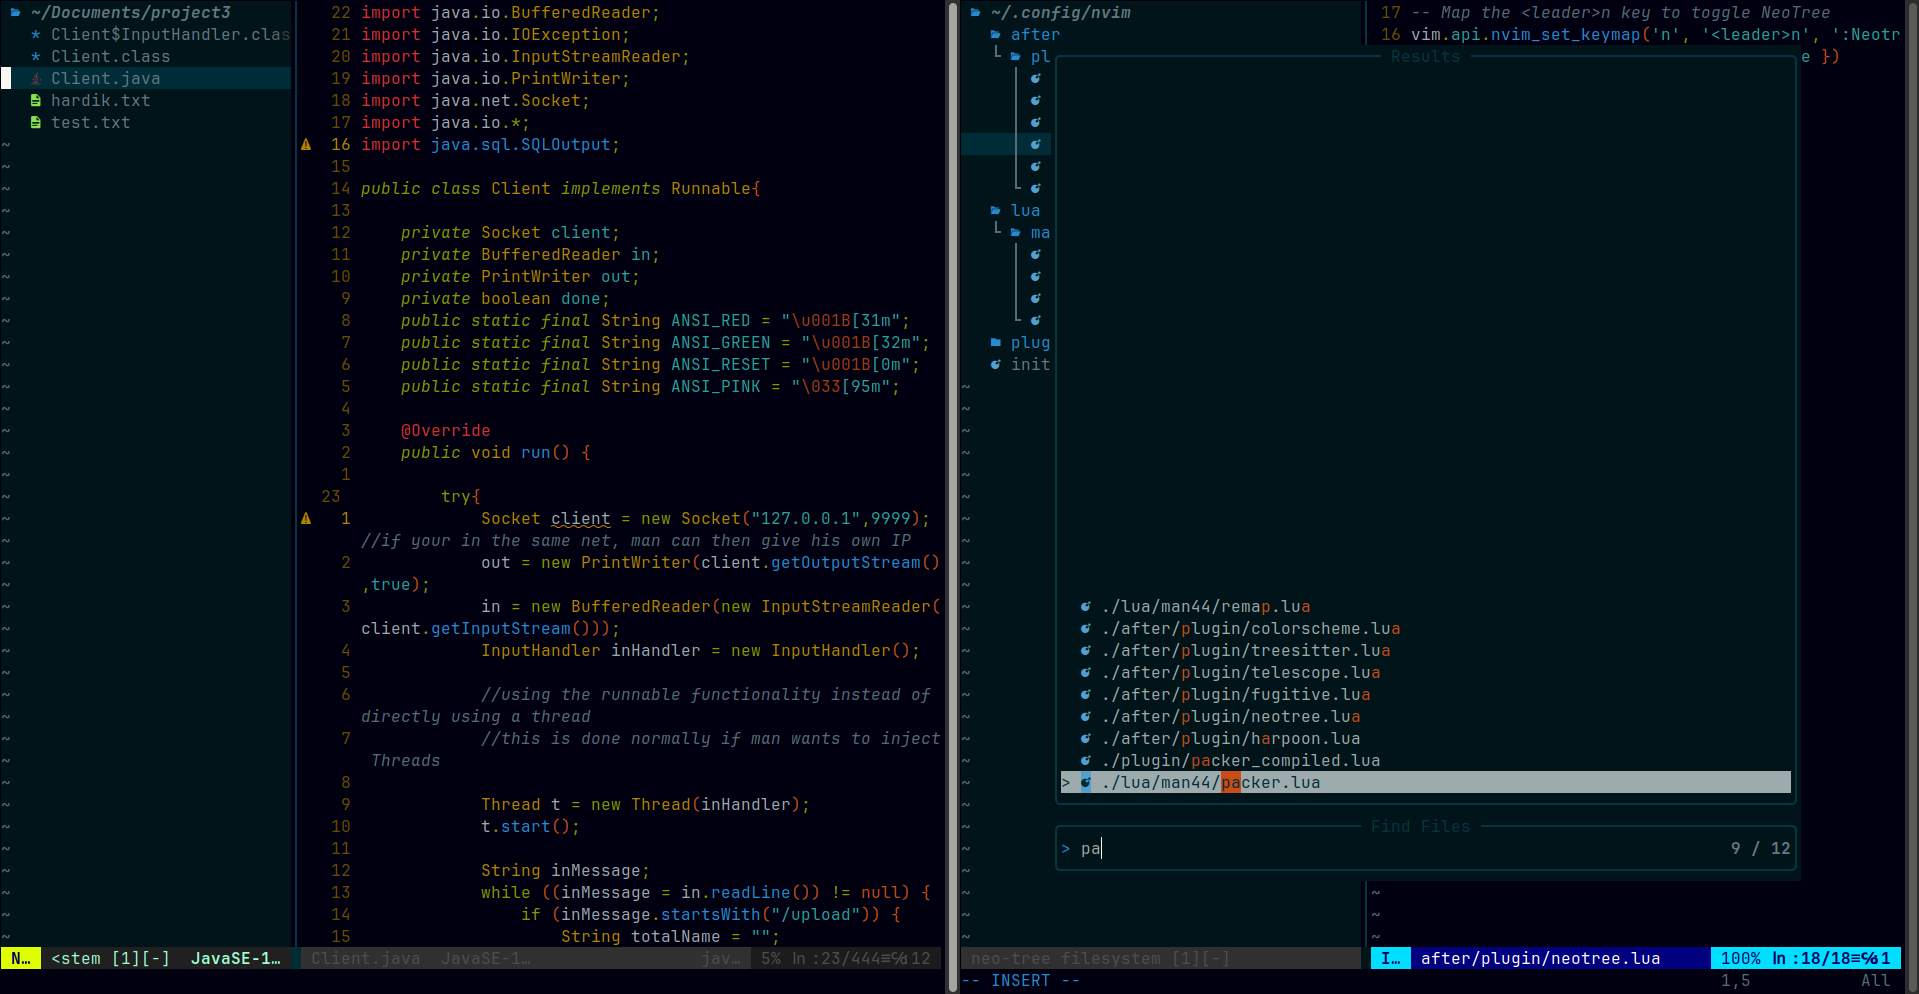 ~/Documents/project3
Client$InputHandler.clas
Client.class
Client.java
hardik.txt
test.txt
22 import java.io.BufferedReader;
21 import java.io.IOException;
20 import java.io.InputStreamReader;
19 import java.io.PrintWriter;
18 import java.net.Socket;
17 import java.io.*;
16 import java.sql.SQLOutput;
15
14 public class Client implements Runnable{
13
12     private Socket client;
11     private BufferedReader in;
10     private PrintWriter out;
9     private boolean done;
8     public static final String ANSI_RED = "\u001B[31m";
7     public static final String ANSI_GREEN = "\u001B[32m";
6     public static final String ANSI_RESET = "\u001B[0m";
5     public static final String ANSI_PINK = "\033[95m";
4
3     @Override
2     public void run() {
1
23         try{
1             Socket client = new Socket("127.0.0.1",9999);
//if your in the same net, man can then give his own IP
2             out = new PrintWriter(client.getOutputStream()
,true);
3             in = new BufferedReader(new InputStreamReader(
client.getInputStream()));
4             InputHandler inHandler = new InputHandler();
5
6             //using the runnable functionality instead of
directly using a thread
7             //this is done normally if man wants to inject
Threads
8
9             Thread t = new Thread(inHandler);
10             t.start();
11
12             String inMessage;
13             while ((inMessage = in.readLine()) != null) {
14                 if (inMessage.startsWith("/upload")) {
15                     String totalName = "";
N… <stem [1][-] JavaSE-1…
Client.java JavaSE-1… jav… 5% ln :23/444≡℅:12
~/.config/nvim
after
pl
lua
ma
plug
init
17 -- Map the <leader>n key to toggle NeoTree
16 vim.api.nvim_set_keymap('n', '<leader>n', ':Neotr
e })
Results
./lua/man44/remap.lua
./after/plugin/colorscheme.lua
./after/plugin/treesitter.lua
./after/plugin/telescope.lua
./after/plugin/fugitive.lua
./after/plugin/neotree.lua
./after/plugin/harpoon.lua
./plugin/packer_compiled.lua
> ./lua/man44/packer.lua
Find Files
> pa 9 / 12
neo-tree filesystem [1][-]
I… after/plugin/neotree.lua 100% ln :18/18≡℅:1
-- INSERT -- 1,5 All